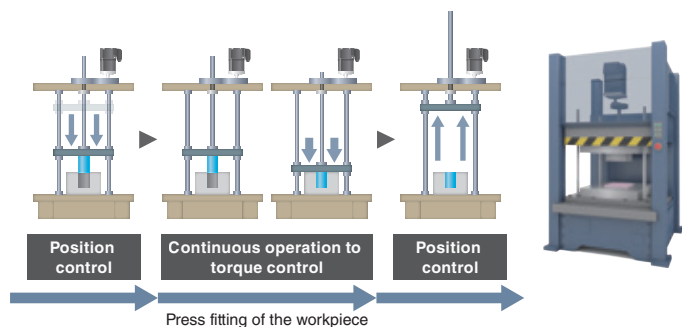 Position
control
Continuous operation to
torque control
Position
control
Press fitting of the workpiece